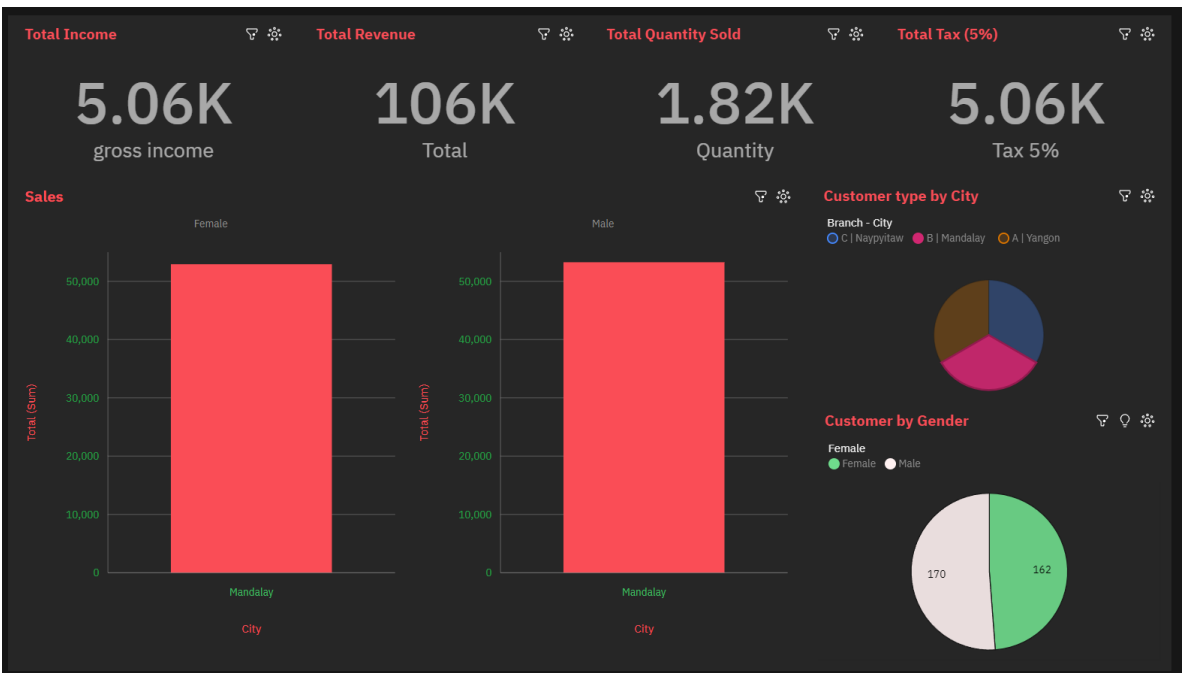 Total Income
Total Revenue
Total Quantity Sold
Total Tax (5%)
5.06K
gross income
106K
Total
1.82K
Quantity
5.06K
Tax 5%
Sales
Female
Male
50,000
40,000
30,000
20,000
10,000
0
Total (Sum)
Mandalay
City
50,000
40,000
30,000
20,000
10,000
0
Total (Sum)
Mandalay
City
Customer type by City
Branch - City
C | Naypyitaw B | Mandalay A | Yangon
Customer by Gender
Female
Female Male
170
162